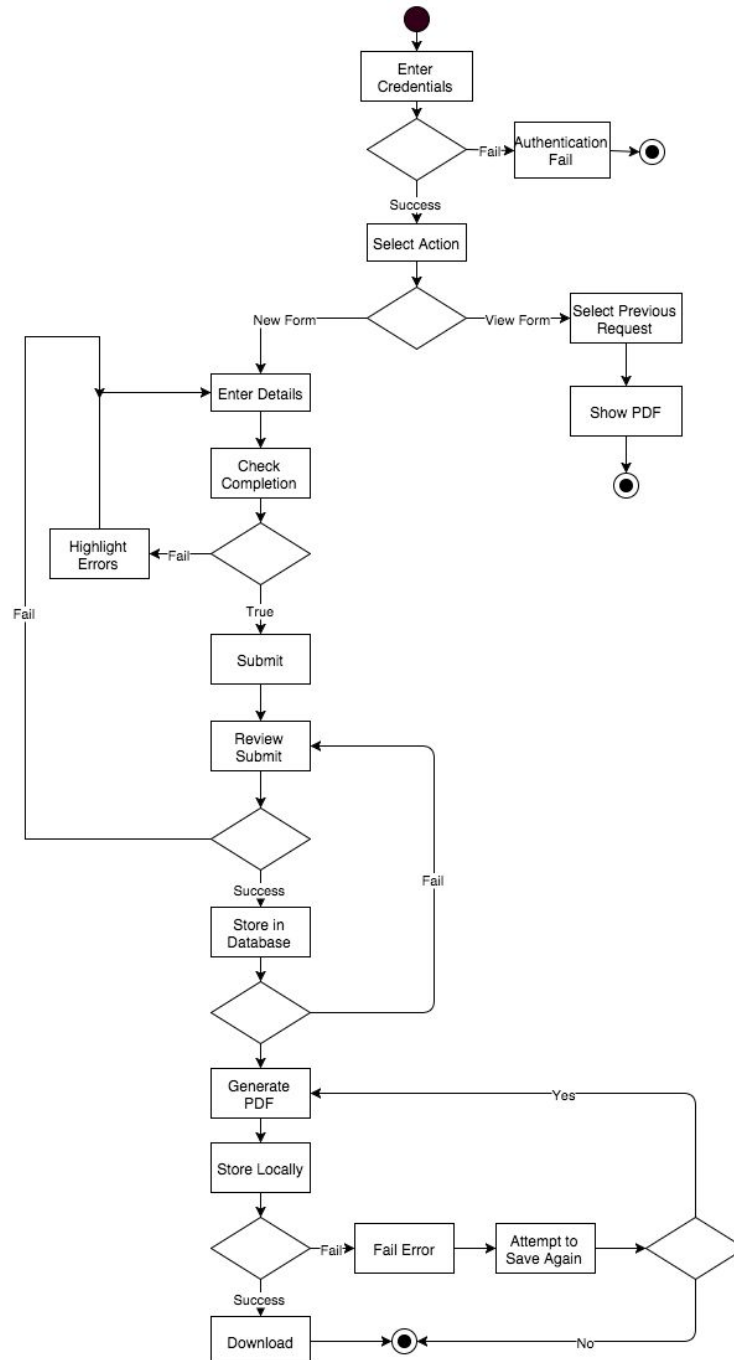 Enter
Credentials
Fail
Authentication
Fail
Success
Select Action
New Form
View Form
Select Previous
Request
Enter Details
Show PDF
Check
Completion
Highlight
Errors
Fail
Fail
True
Submit
Review
Submit
Fail
Success
Store in
Database
Generate
PDF
Yes
Store Locally
Fail
Fail Error
Attempt to
Save Again
Success
Download
No